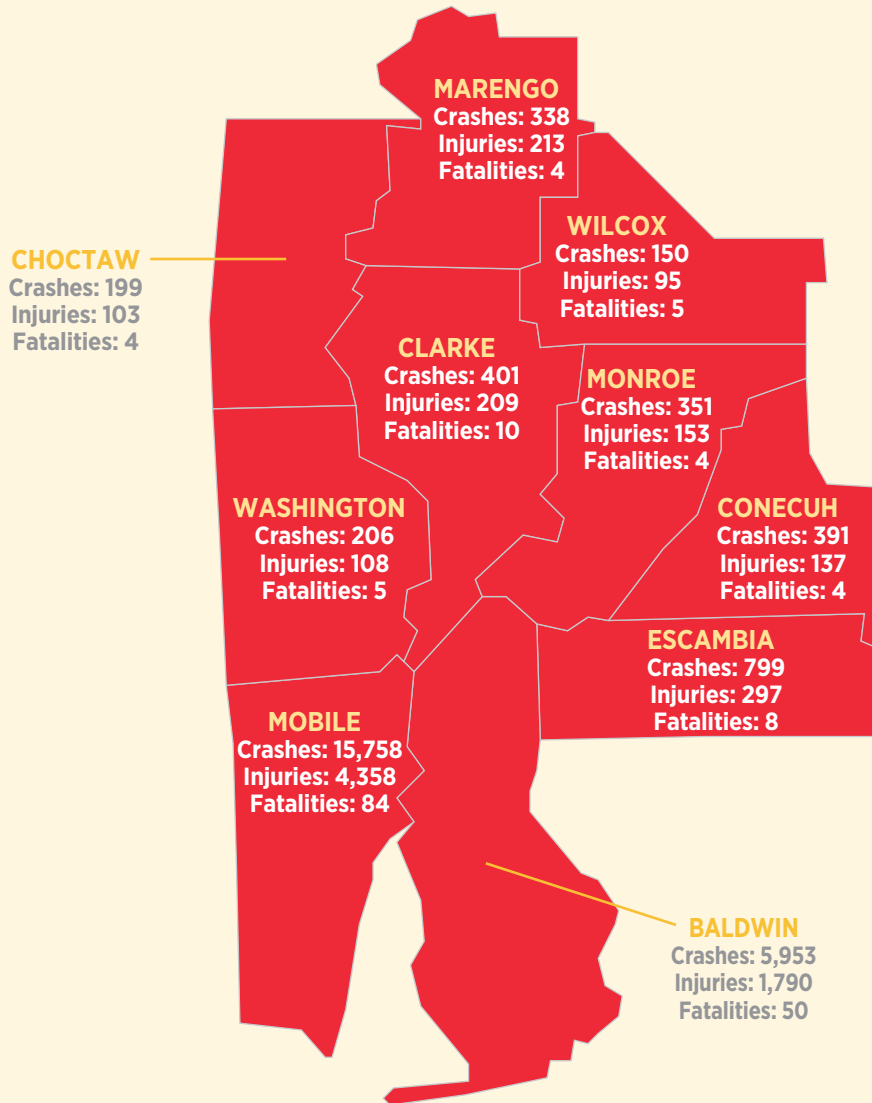 MARENGO
Crashes: 338
Injuries: 213
Fatalities: 4
WILCOX
Crashes: 150
Injuries: 95
Fatalities: 5
CHOCTAW
Crashes: 199
Injuries: 103
Fatalities: 4
CLARKE
Crashes: 401
Injuries: 209
Fatalities: 10
MONROE
Crashes: 351
Injuries: 153
Fatalities: 4
WASHINGTON
Crashes: 206
Injuries: 108
Fatalities: 5
CONECUH
Crashes: 391
Injuries: 137
Fatalities: 4
ESCAMBIA
Crashes: 799
Injuries: 297
Fatalities: 8
MOBILE
Crashes: 15,758
Injuries: 4,358
Fatalities: 84
BALDWIN
Crashes: 5,953
Injuries: 1,790
Fatalities: 50